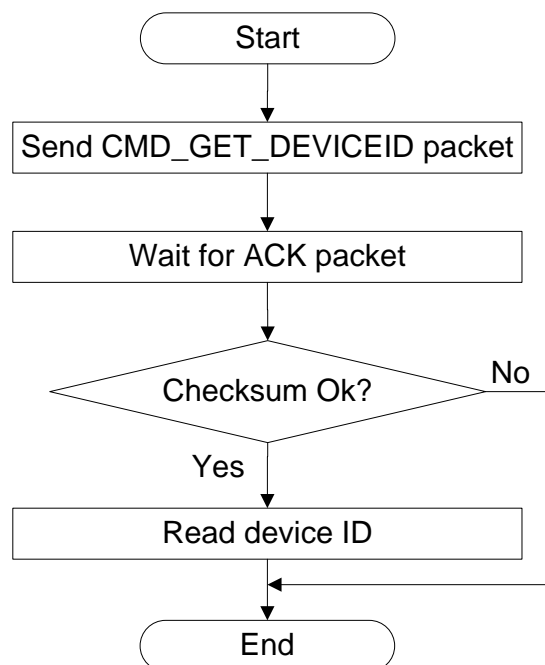 Start
Send CMD_GET_DEVICEID packet
Wait for ACK packet
Checksum Ok?
No
Yes
Read device ID
End